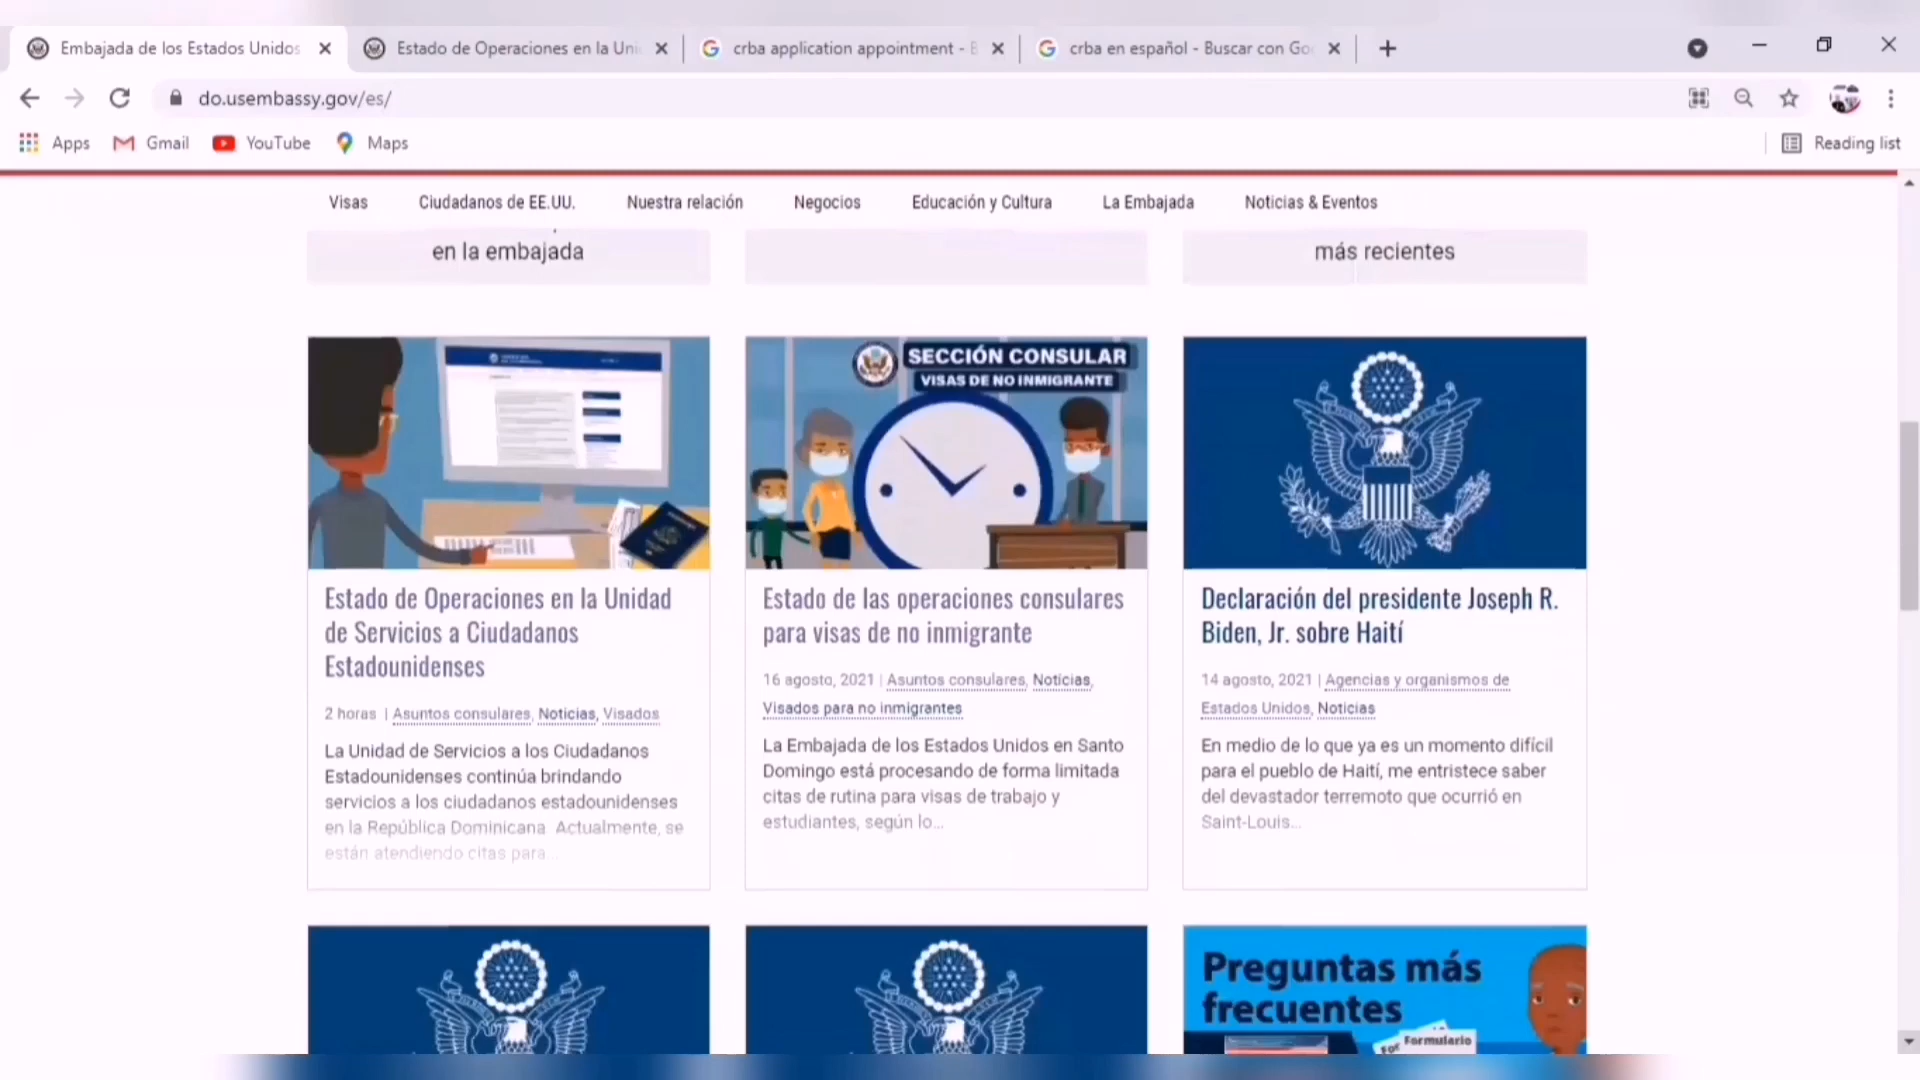 Embajada de los Estados Unidos
Estado de Operaciones en la Uni
crba application appointment - B
crba en español - Buscar con Go
do.usembassy.gov/es/
Apps
Gmail
YouTube
Maps
Reading list
Visas
Ciudadanos de EE.UU.
Nuestra relación
Negocios
Educación y Cultura
La Embajada
Noticias & Eventos
en la embajada
más recientes
SECCIÓN CONSULAR
VISAS DE NO INMIGRANTE
Estado de Operaciones en la Unidad
de Servicios a Ciudadanos
Estadounidenses
2 horas | Asuntos consulares, Noticias, Visados
La Unidad de Servicios a los Ciudadanos
Estadounidenses continúa brindando
servicios a los ciudadanos estadounidenses
en la República Dominicana Actualmente, se
están atendiendo citas para...
Estado de las operaciones consulares
para visas de no inmigrante
16 agosto, 2021 | Asuntos consulares, Noticias,
Visados para no inmigrantes
La Embajada de los Estados Unidos en Santo
Domingo está procesando de forma limitada
citas de rutina para visas de trabajo y
estudiantes, según lo...
Declaración del presidente Joseph R.
Biden, Jr. sobre Haití
14 agosto, 2021 | Agencias y organismos de
Estados Unidos, Noticias
En medio de lo que ya es un momento difícil
para el pueblo de Haití, me entristece saber
del devastador terremoto que ocurrió en
Saint-Louis...
Preguntas más
frecuentes
Formulario